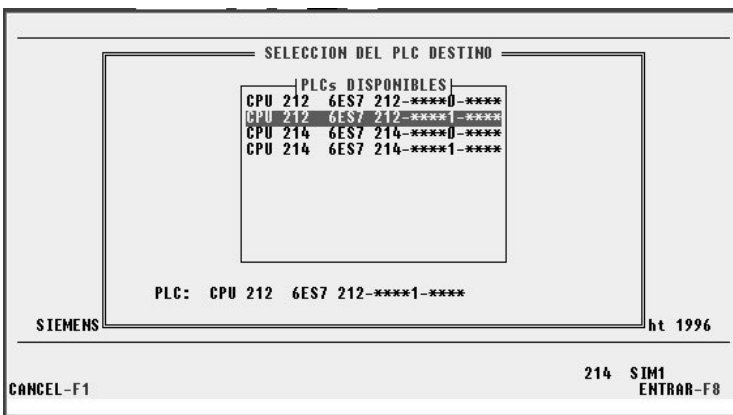 SELECCION DEL PLC DESTINO
PLCs DISPONIBLES
CPU 212 6ES7 212-****0-****
CPU 212 6ES7 212-****1-****
CPU 214 6ES7 214-****0-****
CPU 214 6ES7 214-****1-****
PLC: CPU 212 6ES7 212-****1-****
SIEMENS ht 1996
214 SIM1
CANCEL-F1 ENTRAR-F8